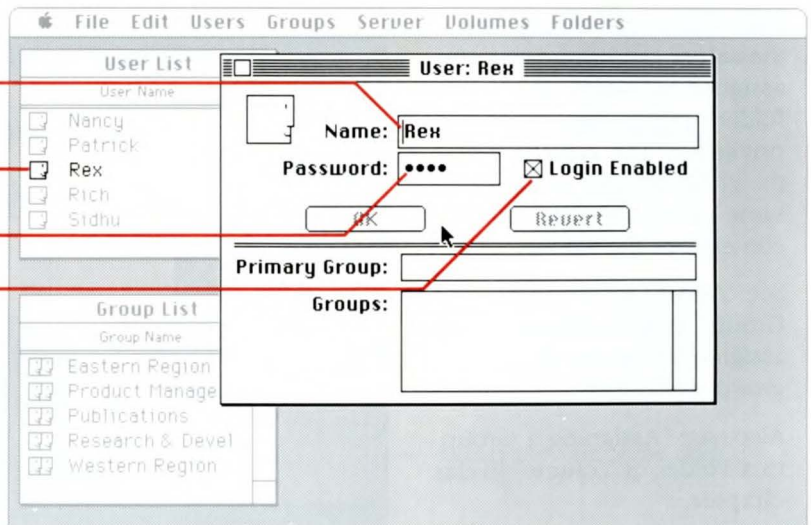 File Edit Users Groups Server Volumes Folders
User List
User Name
Nancy
Patrick
Rex
Rich
Sidhu
User: Rex
Name: Rex
Password: ••••
Login Enabled
OK
Revert
Primary Group:
Groups:
Group List
Group Name
Eastern Region
Product Manage
Publications
Research & Devel
Western Region